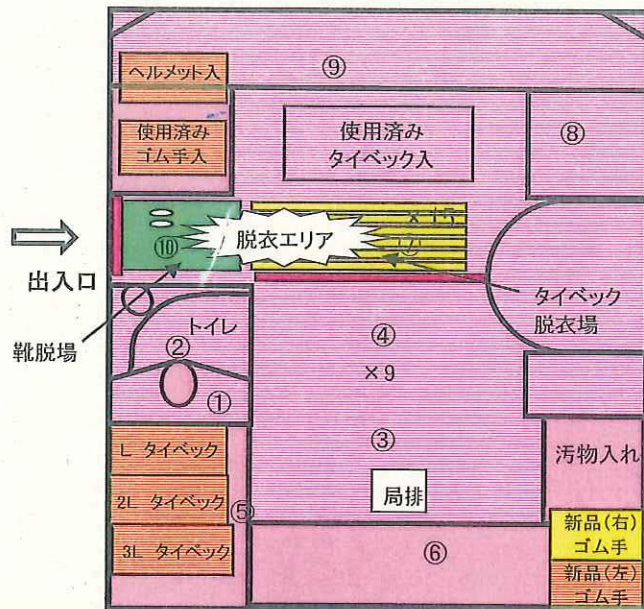 ⑨
ヘルメット入
使用済み
ゴム手入
使用済み
タイベック入
⑧
×15
⑦
⑩
脱衣エリア
出入口
タイベック
脱衣場
靴脱場
トイレ
②
①
④
×9
③
局排
L タイベック
2L タイベック
3L タイベック
⑤
⑥
汚物入れ
新品(右)
ゴム手
新品(左)
ゴム手